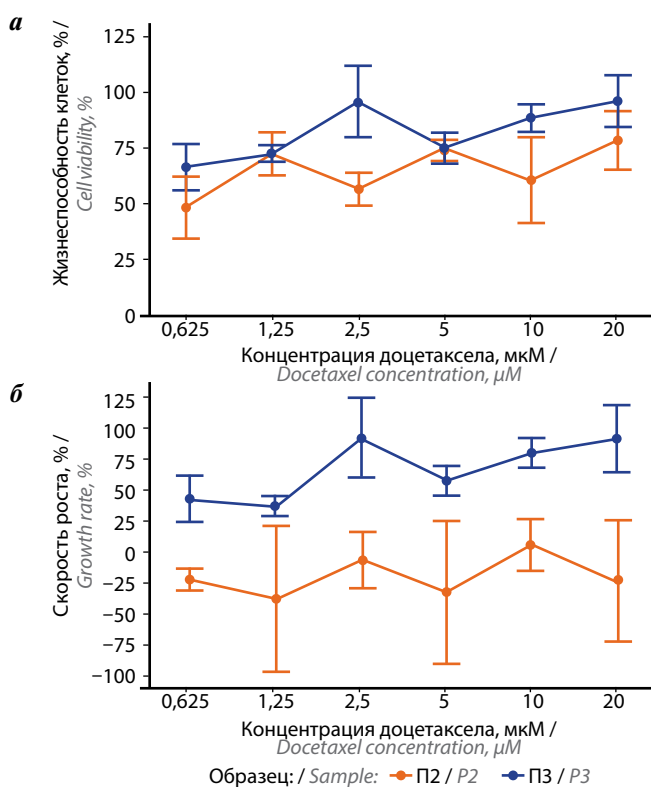 а
Жизнеспособность клеток, % /
Cell viability, %
125
100
75
50
25
0
0,625 1,25 2,5 5 10 20
Концентрация доцетаксела, мкМ /
Docetaxel concentration, µM
б
Скорость роста, % /
Growth rate, %
125
100
75
50
25
0
−25
−50
−75
−100
0,625 1,25 2,5 5 10 20
Концентрация доцетаксела, мкМ /
Docetaxel concentration, µM
Образец: / Sample: П2 / P2 П3 / P3